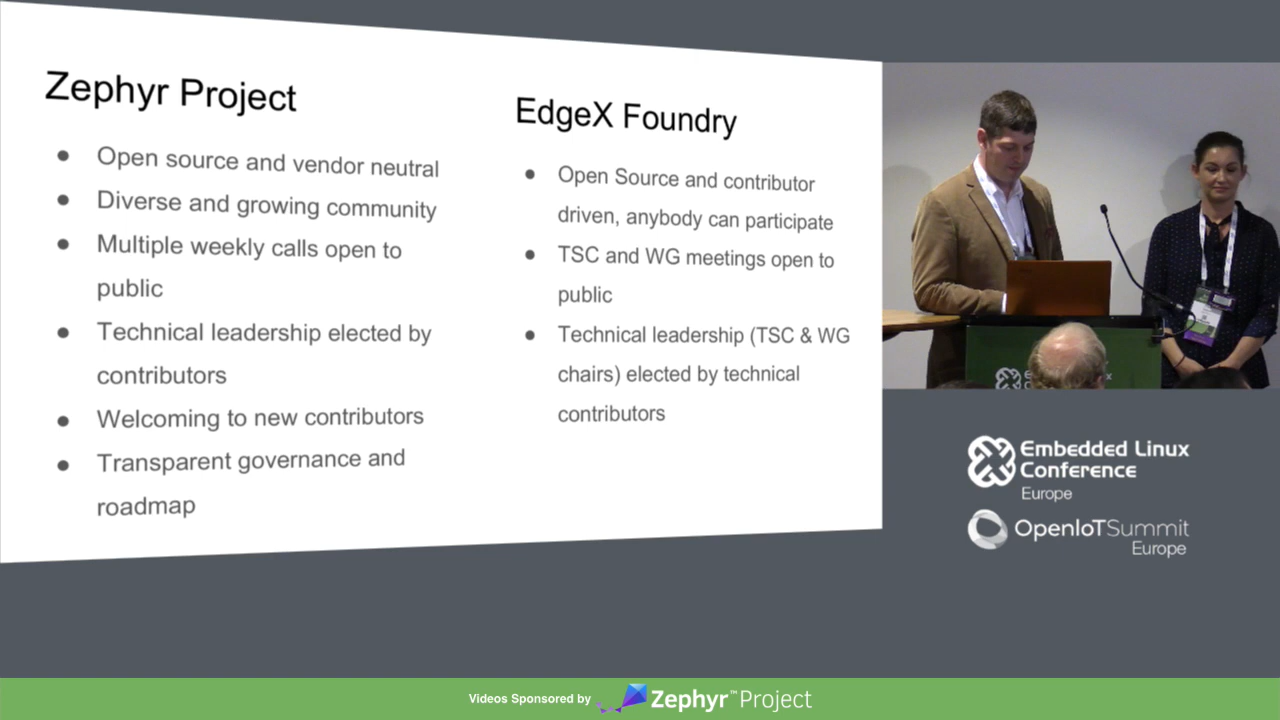 Zephyr Project
Open source and vendor neutral
Diverse and growing community
Multiple weekly calls open to
public
Technical leadership elected by
contributors
Welcoming to new contributors
Transparent governance and
roadmap
EdgeX Foundry
Open Source and contributor
driven, anybody can participate
TSC and WG meetings open to
public
Technical leadership (TSC & WG
chairs) elected by technical
contributors
Embedded Linux
Conference
Europe
OpenIoTSummit
Europe
Videos Sponsored by Zephyr™Project